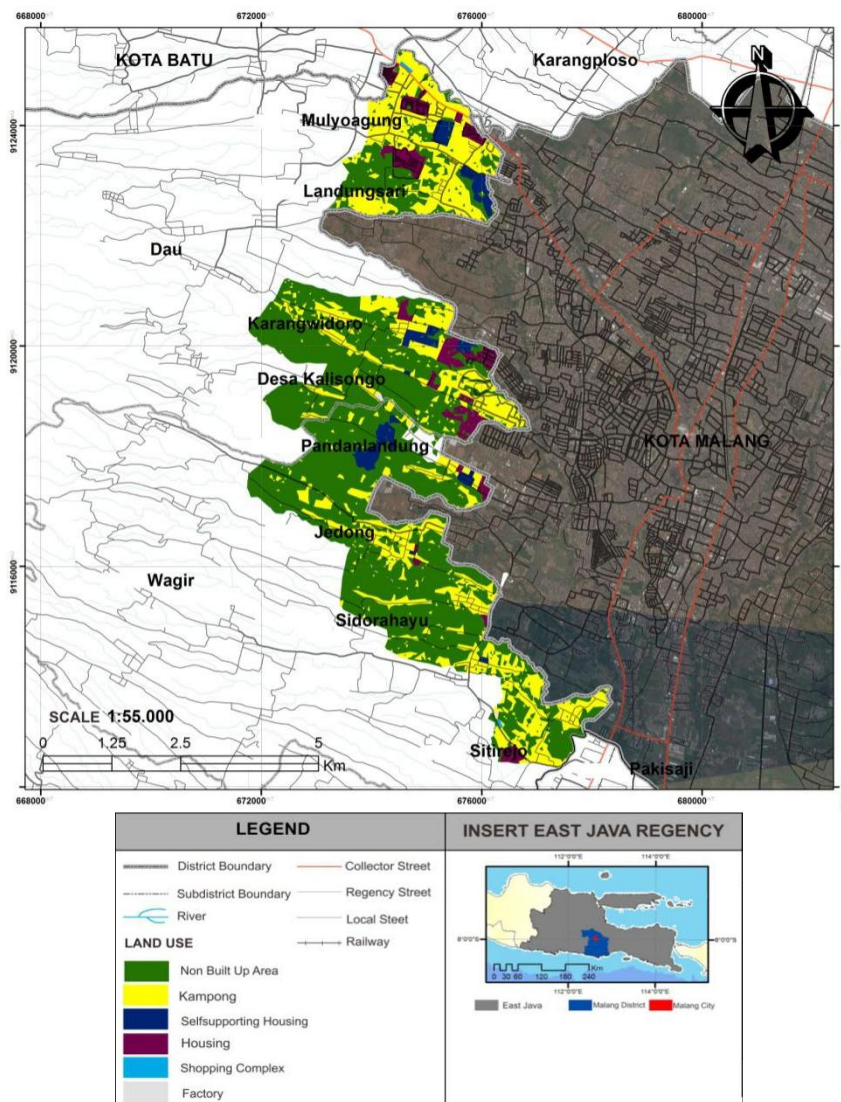 668000 672000 676000 680000
KOTA BATU
Karangploso
N
9124000
Mulyoagung
Landungsari
Dau
Karangwidoro
9120000
Desa Kalisongo
KOTA MALANG
Pandanlandung
Jedong
9116000
Wagir
Sidorahayu
SCALE 1:55.000
0 1.25 2.5 5
Km
Sitirejo
Pakisaji
668000 672000 676000 680000
9124000
9120000
9116000
LEGEND
District Boundary
Collector Street
Subdistrict Boundary
Regency Street
River
Local Steet
Railway
LAND USE
Non Built Up Area
Kampong
Selfsupporting Housing
Housing
Shopping Complex
Factory
INSERT EAST JAVA REGENCY
112°0'0"E 114°0'0"E
8°0'0"S 8°0'0"S
0 30 60 120 180 240 Km
112°0'0"E 114°0'0"E
East Java Malang District Malang City